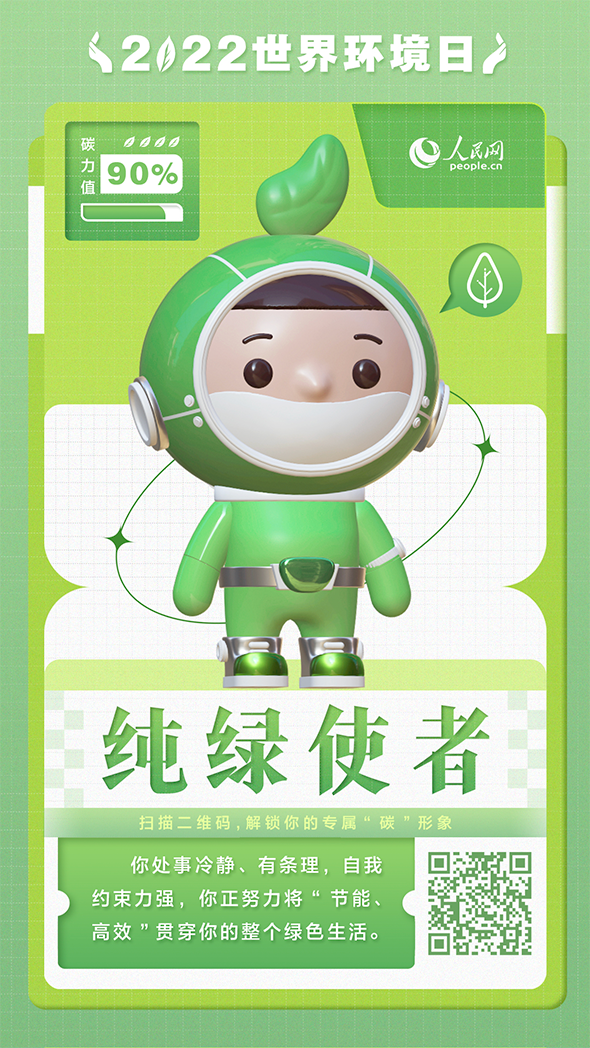 2022世界环境日
碳力值
90%
人民网
people.cn
纯绿使者
扫描二维码,解锁你的专属“碳”形象
你处事冷静、有条理，自我
约束力强，你正努力将“节能、
高效”贯穿你的整个绿色生活。